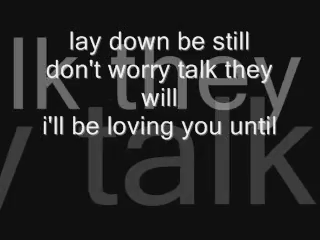 lay down be still
don't worry talk they
will
i'll be loving you until
lk they
y talk